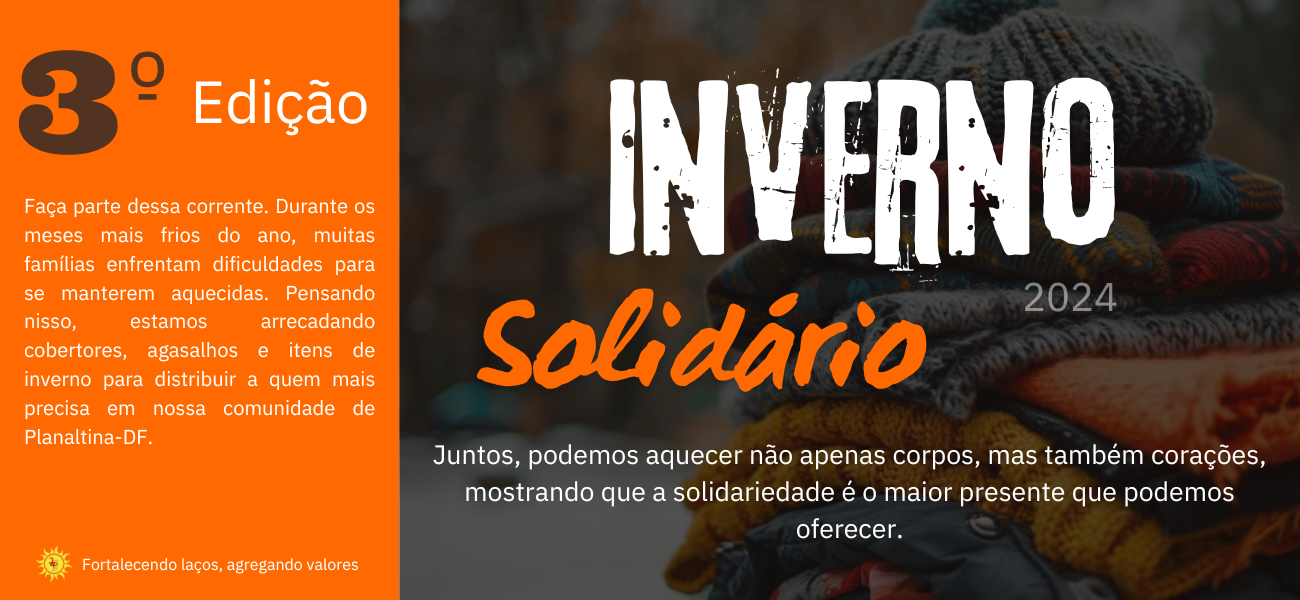 3º Edição
Faça parte dessa corrente. Durante os
meses mais frios do ano, muitas
famílias enfrentam dificuldades para
se manterem aquecidas. Pensando
nisso, estamos arrecadando
cobertores, agasalhos e itens de
inverno para distribuir a quem mais
precisa em nossa comunidade de
Planaltina-DF.
Fortalecendo laços, agregando valores
INVERNO
2024
Solidário
Juntos, podemos aquecer não apenas corpos, mas também corações,
mostrando que a solidariedade é o maior presente que podemos
oferecer.